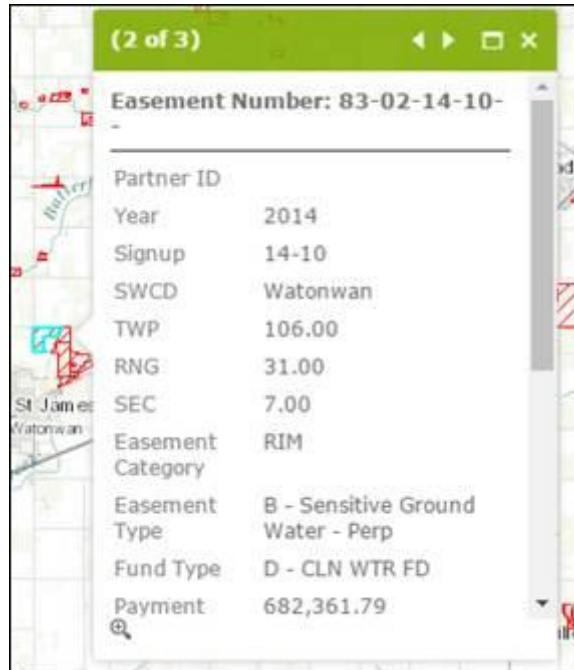 (2 of 3)
Easement Number: 83-02-14-10-
-
Partner ID
Year 2014
Signup 14-10
SWCD Watonwan
TWP 106.00
RNG 31.00
SEC 7.00
Easement Category RIM
Easement Type B - Sensitive Ground Water - Perp
Fund Type D - CLN WTR FD
Payment 682,361.79
St James
Watonwan